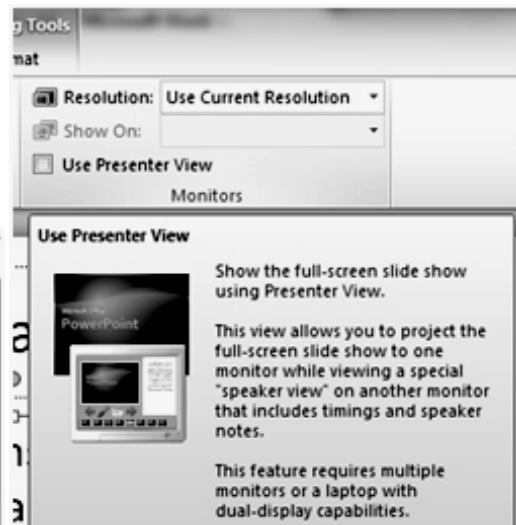 g Tools
mat
Resolution: Use Current Resolution
Show On:
Use Presenter View
Monitors
Use Presenter View
Show the full-screen slide show
using Presenter View.
This view allows you to project the
full-screen slide show to one
monitor while viewing a special
"speaker view" on another monitor
that includes timings and speaker
notes.
This feature requires multiple
monitors or a laptop with
dual-display capabilities.
PowerPoint